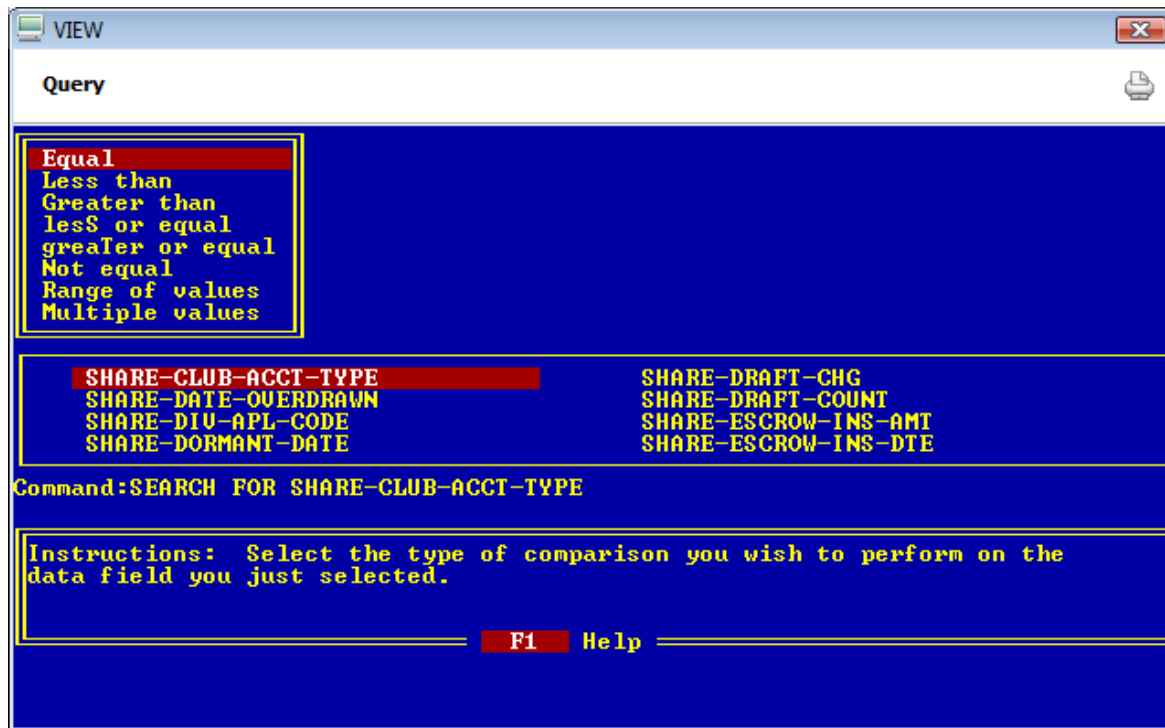 VIEW
Query
Equal
Less than
Greater than
lesS or equal
greaTer or equal
Not equal
Range of values
Multiple values
SHARE-CLUB-ACCT-TYPE SHARE-DRAFT-CHG
SHARE-DATE-OVERDRAWN SHARE-DRAFT-COUNT
SHARE-DIV-APL-CODE SHARE-ESCROW-INS-AMT
SHARE-DORMANT-DATE SHARE-ESCROW-INS-DTE
Command:SEARCH FOR SHARE-CLUB-ACCT-TYPE
Instructions: Select the type of comparison you wish to perform on the
data field you just selected.
F1 Help